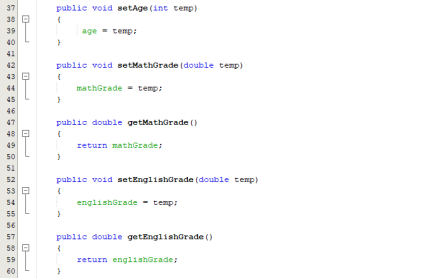 37 public void setAge(int temp)
38 {
39 age = temp;
40 }
41
42 public void setMathGrade(double temp)
43 {
44 mathGrade = temp;
45 }
46
47 public double getMathGrade()
48 {
49 return mathGrade;
50 }
51
52 public void setEnglishGrade(double temp)
53 {
54 englishGrade = temp;
55 }
56
57 public double getEnglishGrade()
58 {
59 return englishGrade;
60 }